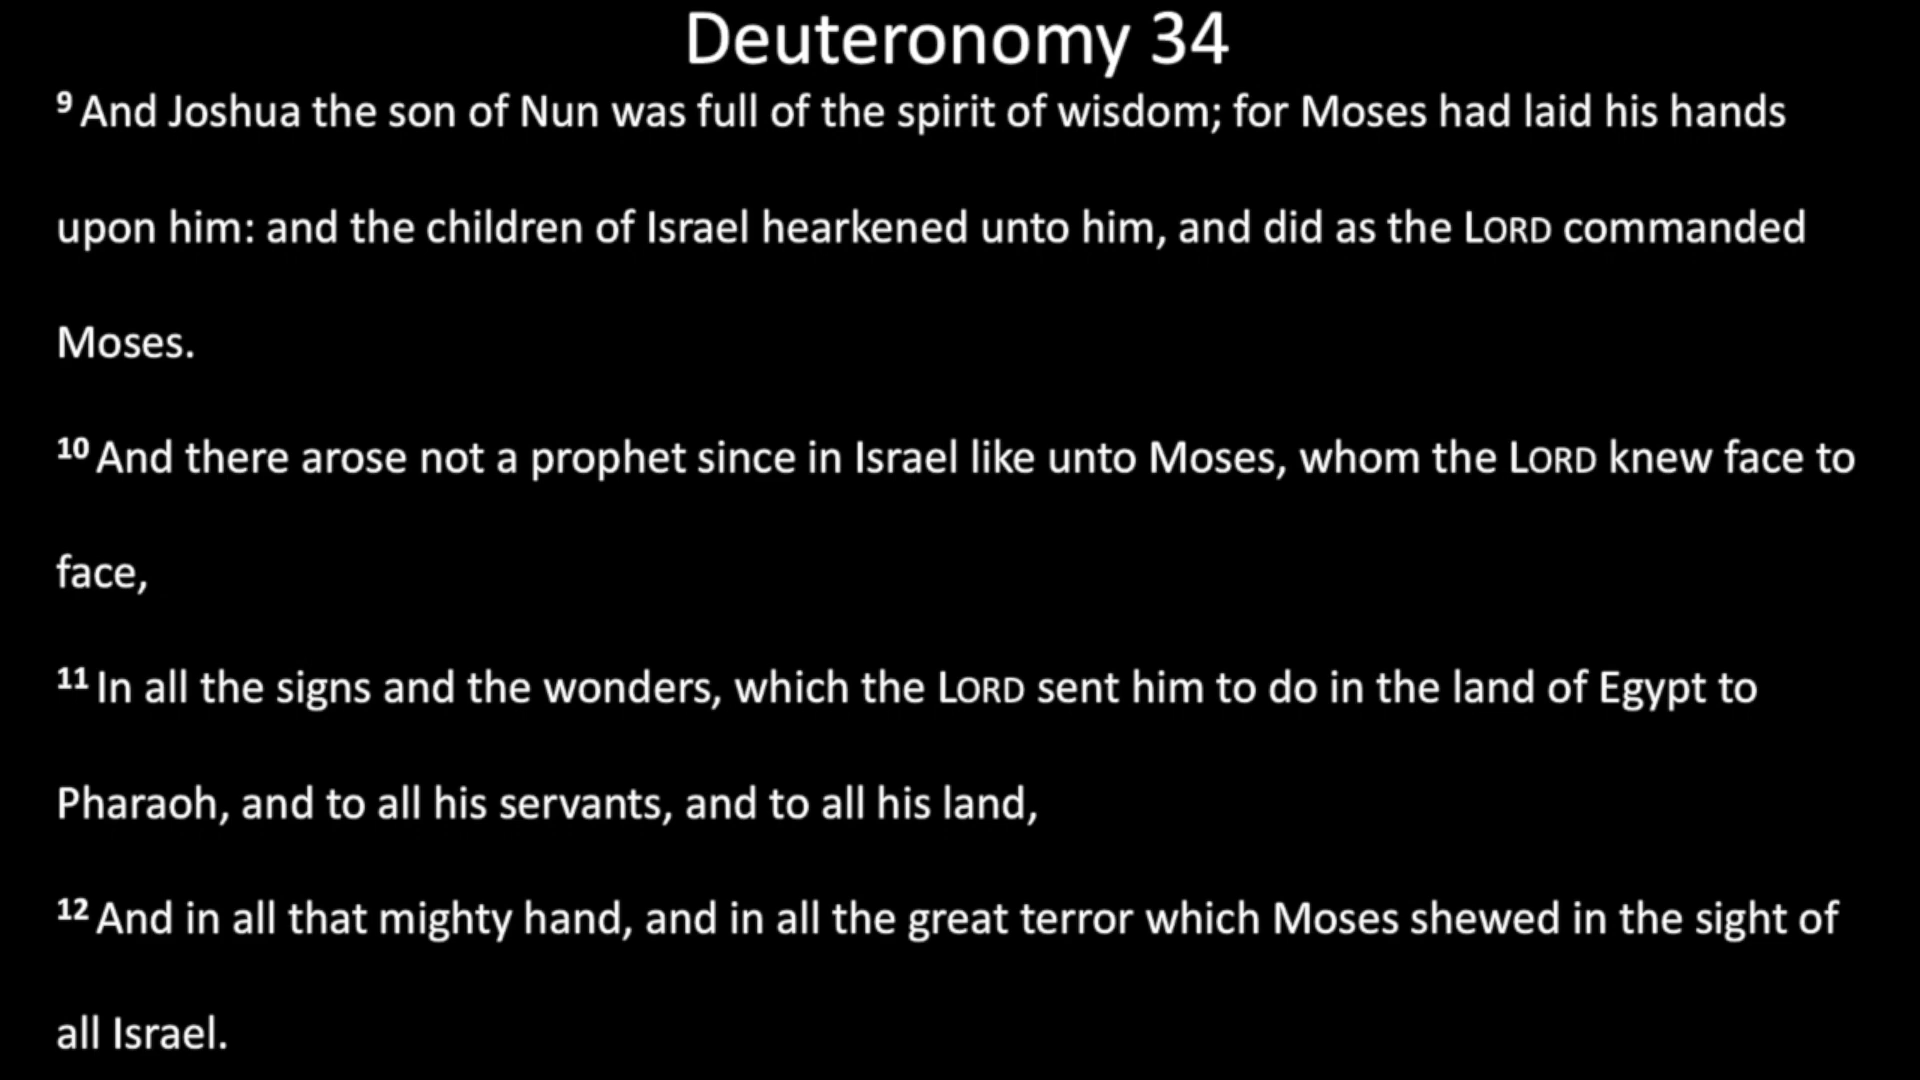 Deuteronomy 34
9 And Joshua the son of Nun was full of the spirit of wisdom; for Moses had laid his hands
upon him: and the children of Israel hearkened unto him, and did as the LORD commanded
Moses.
10 And there arose not a prophet since in Israel like unto Moses, whom the LORD knew face to
face,
11 In all the signs and the wonders, which the LORD sent him to do in the land of Egypt to
Pharaoh, and to all his servants, and to all his land,
12 And in all that mighty hand, and in all the great terror which Moses shewed in the sight of
all Israel.